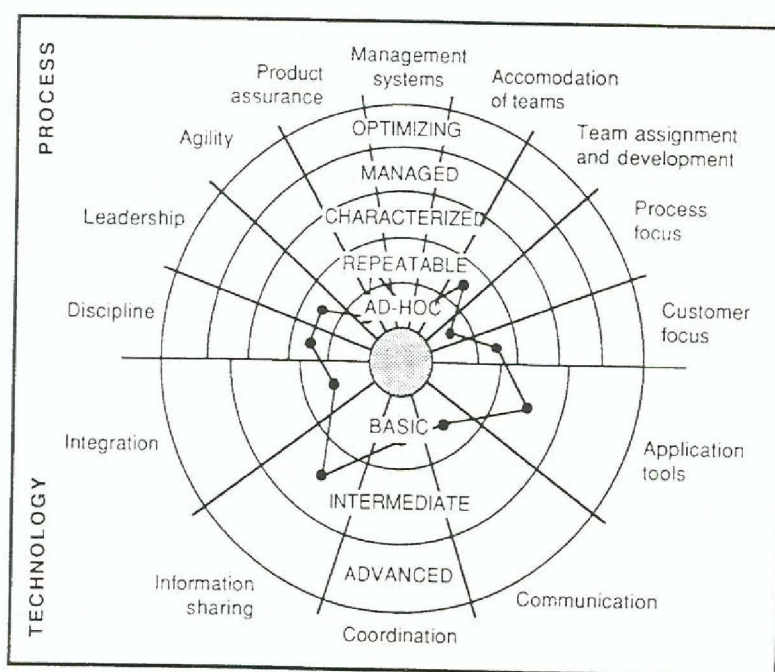 PROCESS
Management
systems
Product
assurance
Accomodation
of teams
Agility
Team assignment
and development
Leadership
Process
focus
Discipline
Customer
focus
OPTIMIZING
MANAGED
CHARACTERIZED
REPEATABLE
AD-HOC
BASIC
INTERMEDIATE
ADVANCED
TECHNOLOGY
Integration
Application
tools
Information
sharing
Communication
Coordination